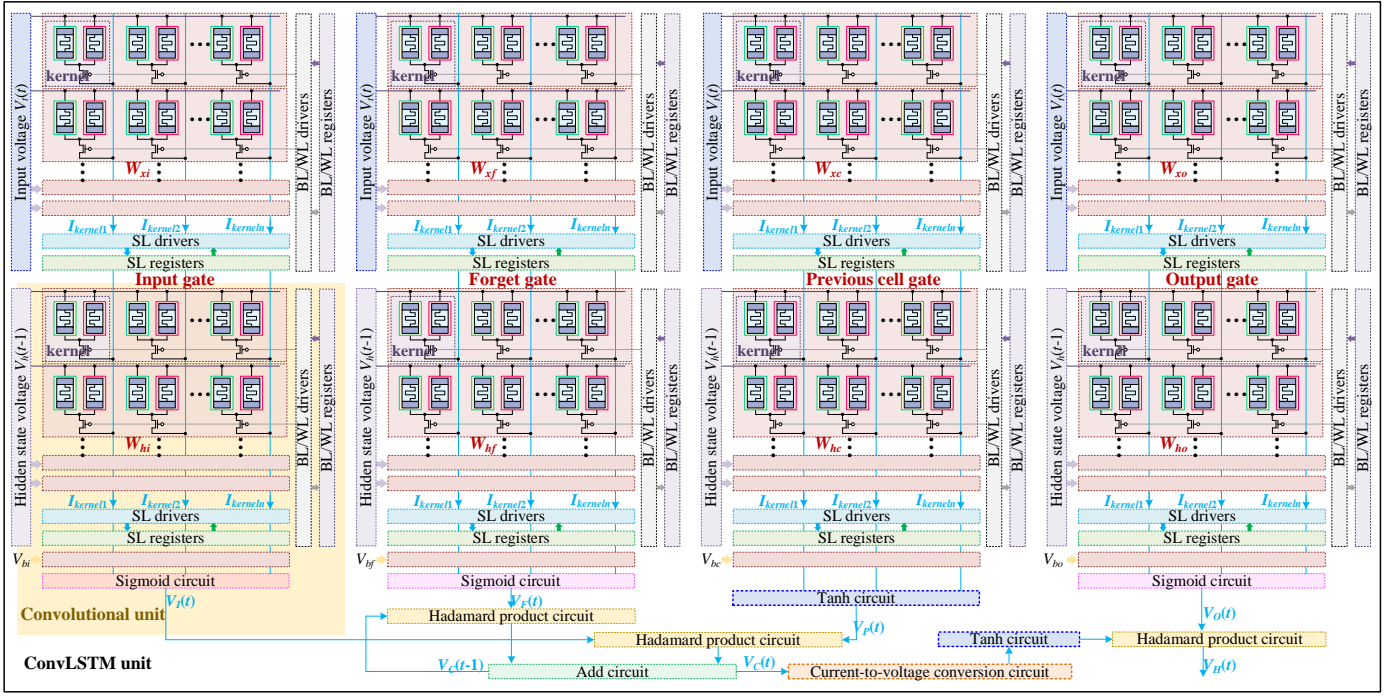 Input voltage V_i(t)
kernel
W_xi
I_kernel1 I_kernel2 I_kerneln
SL drivers
SL registers
BL/WL drivers
BL/WL registers
Input voltage V_i(t)
kernel
W_xf
I_kernel1 I_kernel2 I_kerneln
SL drivers
SL registers
BL/WL drivers
BL/WL registers
Input voltage V_i(t)
kernel
W_xc
I_kernel1 I_kernel2 I_kerneln
SL drivers
SL registers
BL/WL drivers
BL/WL registers
Input voltage V_i(t)
kernel
W_xo
I_kernel1 I_kernel2 I_kerneln
SL drivers
SL registers
BL/WL drivers
BL/WL registers
Input gate
Forget gate
Previous cell gate
Output gate
Hidden state voltage V_h(t-1)
kernel
W_hi
I_kernel1 I_kernel2 I_kerneln
SL drivers
SL registers
BL/WL drivers
BL/WL registers
V_bi
Sigmoid circuit
Hidden state voltage V_h(t-1)
kernel
W_hf
I_kernel1 I_kernel2 I_kerneln
SL drivers
SL registers
BL/WL drivers
BL/WL registers
V_bf
Sigmoid circuit
Hidden state voltage V_h(t-1)
kernel
W_hc
I_kernel1 I_kernel2 I_kerneln
SL drivers
SL registers
BL/WL drivers
BL/WL registers
V_bc
Tanh circuit
Hidden state voltage V_h(t-1)
kernel
W_ho
I_kernel1 I_kernel2 I_kerneln
SL drivers
SL registers
BL/WL drivers
BL/WL registers
V_bo
Sigmoid circuit
V_I(t)
V_F(t)
V_P(t)
V_O(t)
Convolutional unit
Hadamard product circuit
Hadamard product circuit
Tanh circuit
Hadamard product circuit
ConvLSTM unit
V_C(t-1)
Add circuit
V_C(t)
Current-to-voltage conversion circuit
V_H(t)